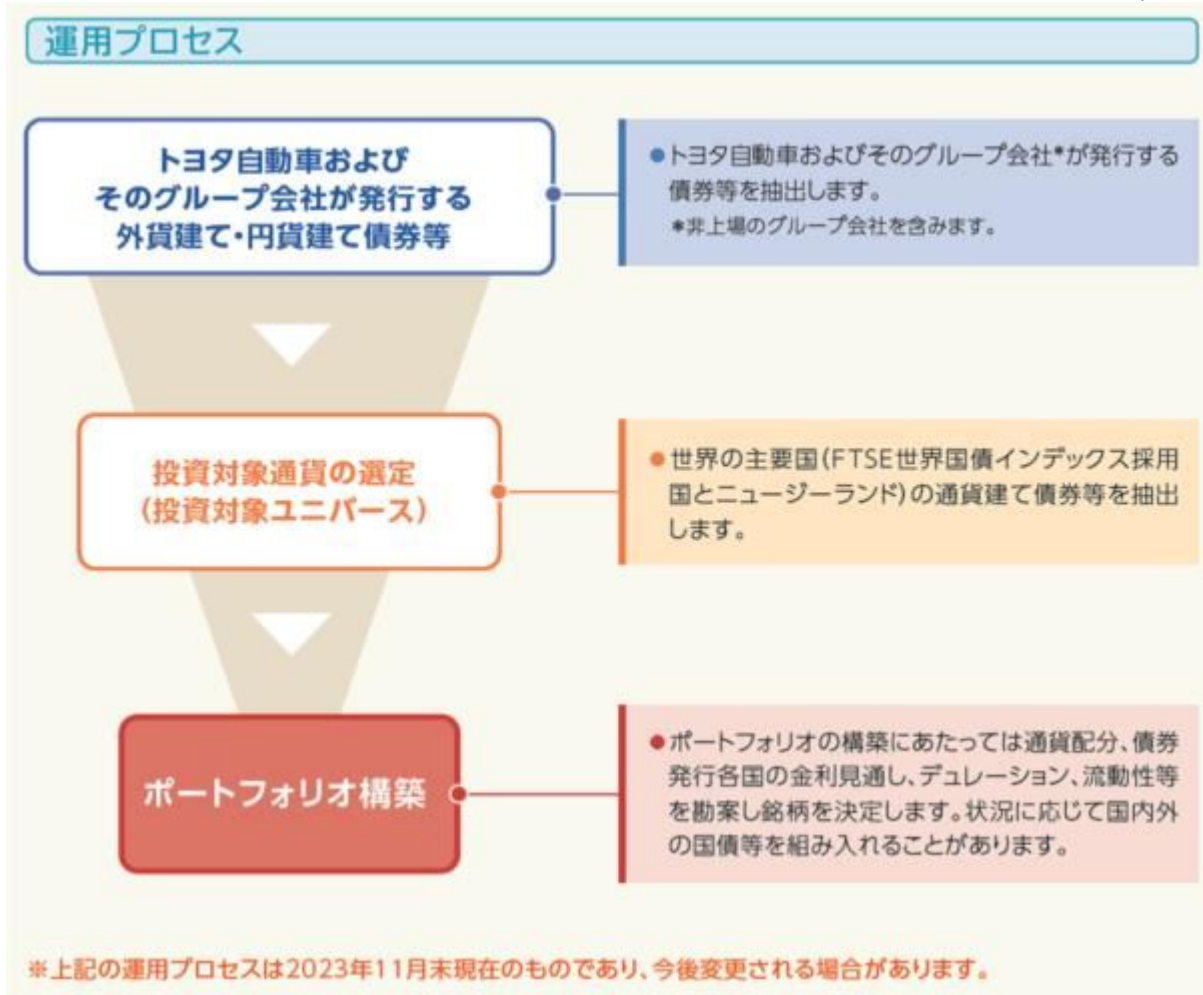 運用プロセス
トヨタ自動車および
そのグループ会社が発行する
外貨建て・円貨建て債券等
●トヨタ自動車およびそのグループ会社*が発行する
債券等を抽出します。
*非上場のグループ会社を含みます。
投資対象通貨の選定
（投資対象ユニバース）
●世界の主要国（FTSE世界国債インデックス採用
国とニュージーランド）の通貨建て債券等を抽出
します。
ポートフォリオ構築
●ポートフォリオの構築にあたっては通貨配分、債券
発行各国の金利見通し、デュレーション、流動性等
を勘案し銘柄を決定します。状況に応じて国内外
の国債等を組み入れることがあります。
※上記の運用プロセスは2023年11月末現在のものであり、今後変更される場合があります。